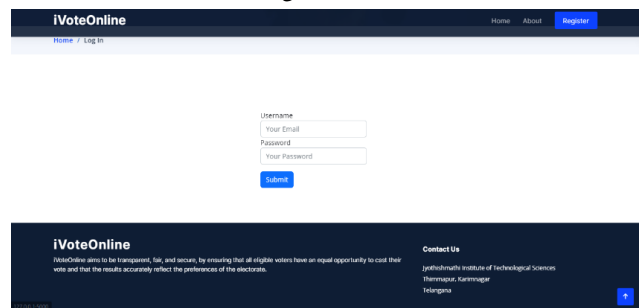 iVoteOnline
Home About Register
Home / Log In
Username
Your Email
Password
Your Password
Submit
iVoteOnline
iVoteOnline aims to be transparent, fair, and secure, by ensuring that all eligible voters have an equal opportunity to cast their
vote and that the results accurately reflect the preferences of the electorate.
Contact Us
Jyothishmathi Institute of Technological Sciences
Thimmapur, Karimnagar
Telangana